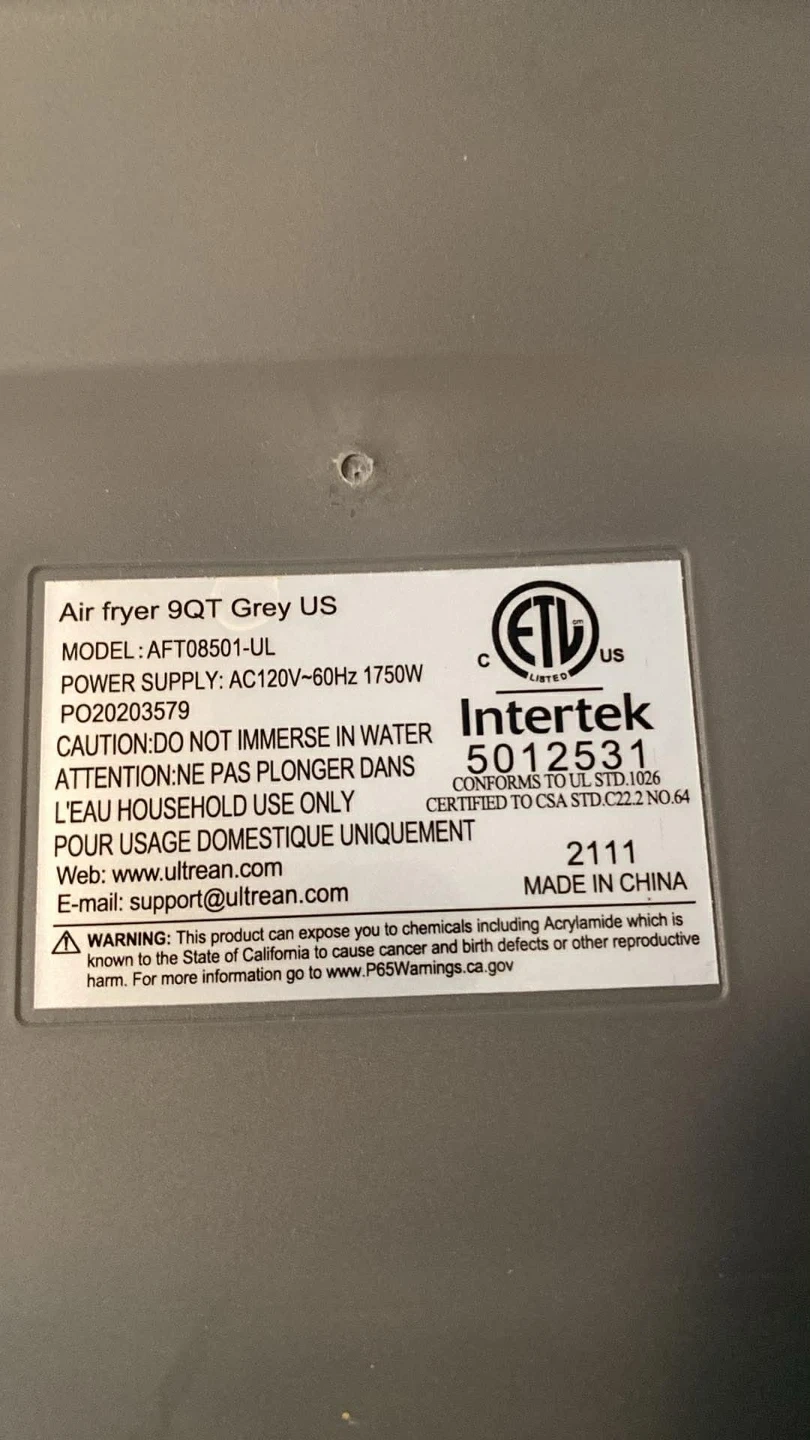 Air fryer 9QT Grey US
MODEL:AFT08501-UL
POWER SUPPLY: AC120V~60Hz 1750W
PO20203579
CAUTION:DO NOT IMMERSE IN WATER
ATTENTION:NE PAS PLONGER DANS
L'EAU HOUSEHOLD USE ONLY
POUR USAGE DOMESTIQUE UNIQUEMENT
Web: www.ultrean.com
E-mail: support@ultrean.com
ETL
cm
C
US
LISTED
Intertek
5012531
CONFORMS TO UL STD.1026
CERTIFIED TO CSA STD.C22.2 NO.64
2111
MADE IN CHINA
WARNING: This product can expose you to chemicals including Acrylamide which is
known to the State of California to cause cancer and birth defects or other reproductive
harm. For more information go to www.P65Warnings.ca.gov